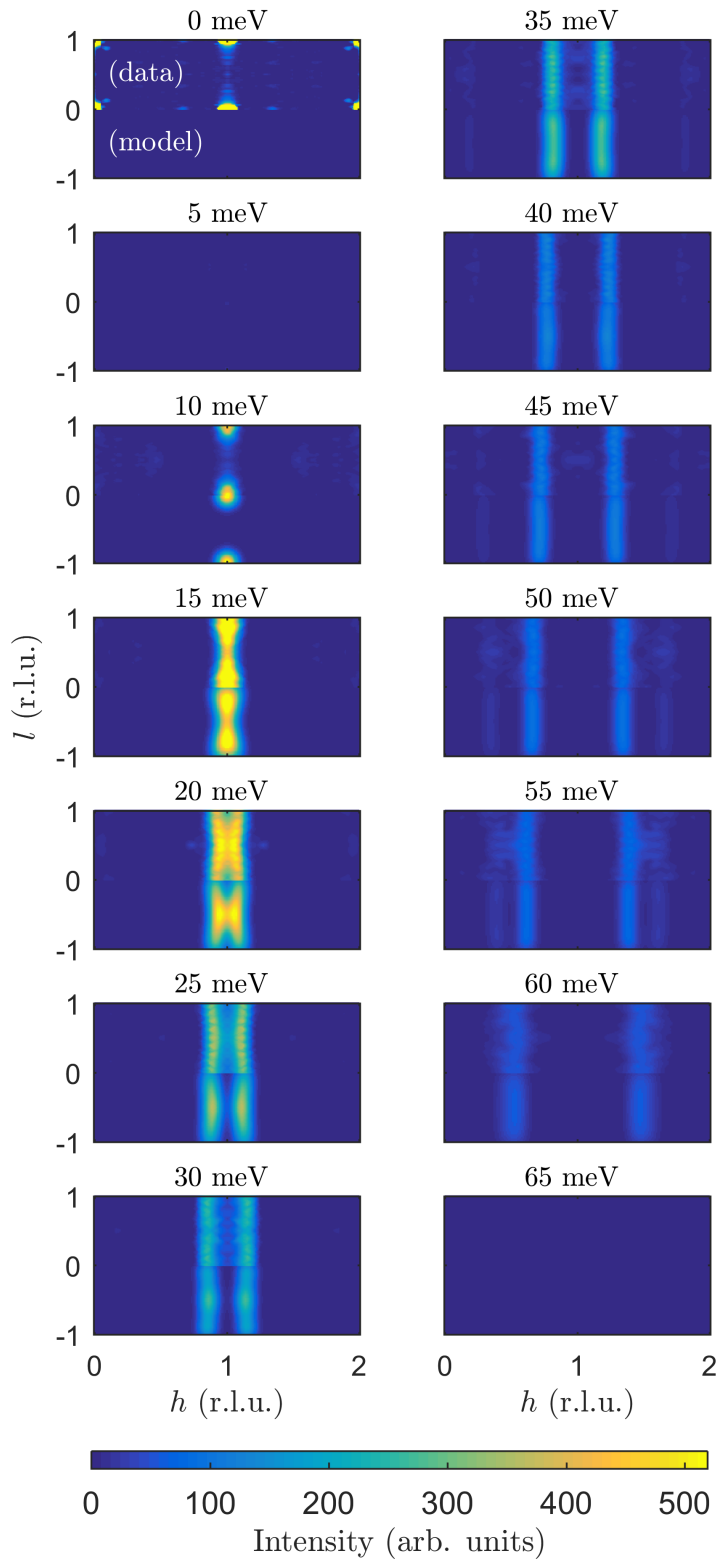 0 meV
1
(data)
0
(model)
-1
35 meV
5 meV
1
0
-1
40 meV
10 meV
1
0
-1
45 meV
15 meV
1
0
-1
50 meV
l (r.l.u.)
20 meV
1
0
-1
55 meV
25 meV
1
0
-1
60 meV
30 meV
1
0
-1
65 meV
0 1 2
0 1 2
h (r.l.u.)
h (r.l.u.)
0 100 200 300 400 500
Intensity (arb. units)